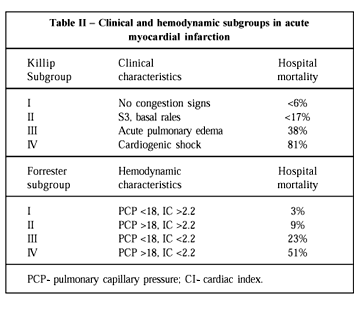 Table II – Clinical and hemodynamic subgroups in acute
myocardial infarction
Killip Clinical Hospital
Subgroup characteristics mortality
I No congestion signs <6%
II S3, basal rales <17%
III Acute pulmonary edema 38%
IV Cardiogenic shock 81%
Forrester Hemodynamic Hospital
subgroup characteristics mortality
I PCP <18, IC >2.2 3%
II PCP >18, IC >2.2 9%
III PCP <18, IC <2.2 23%
IV PCP >18, IC <2.2 51%
PCP- pulmonary capillary pressure; CI- cardiac index.